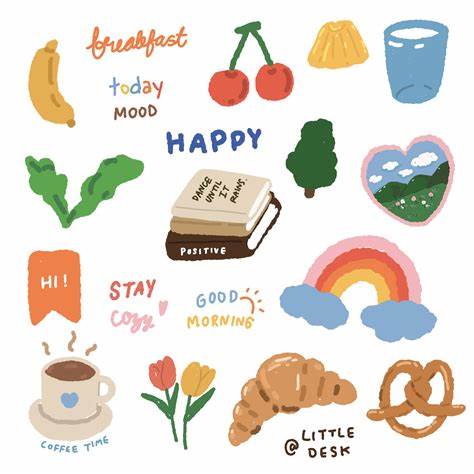 breakfast
today
MOOD
HAPPY
DANCE
UNTIL
IT
RAINS.
POSITIVE
HI!
STAY
cozy
GOOD
MORNING
COFFEE TIME
@ LITTLE
DESK